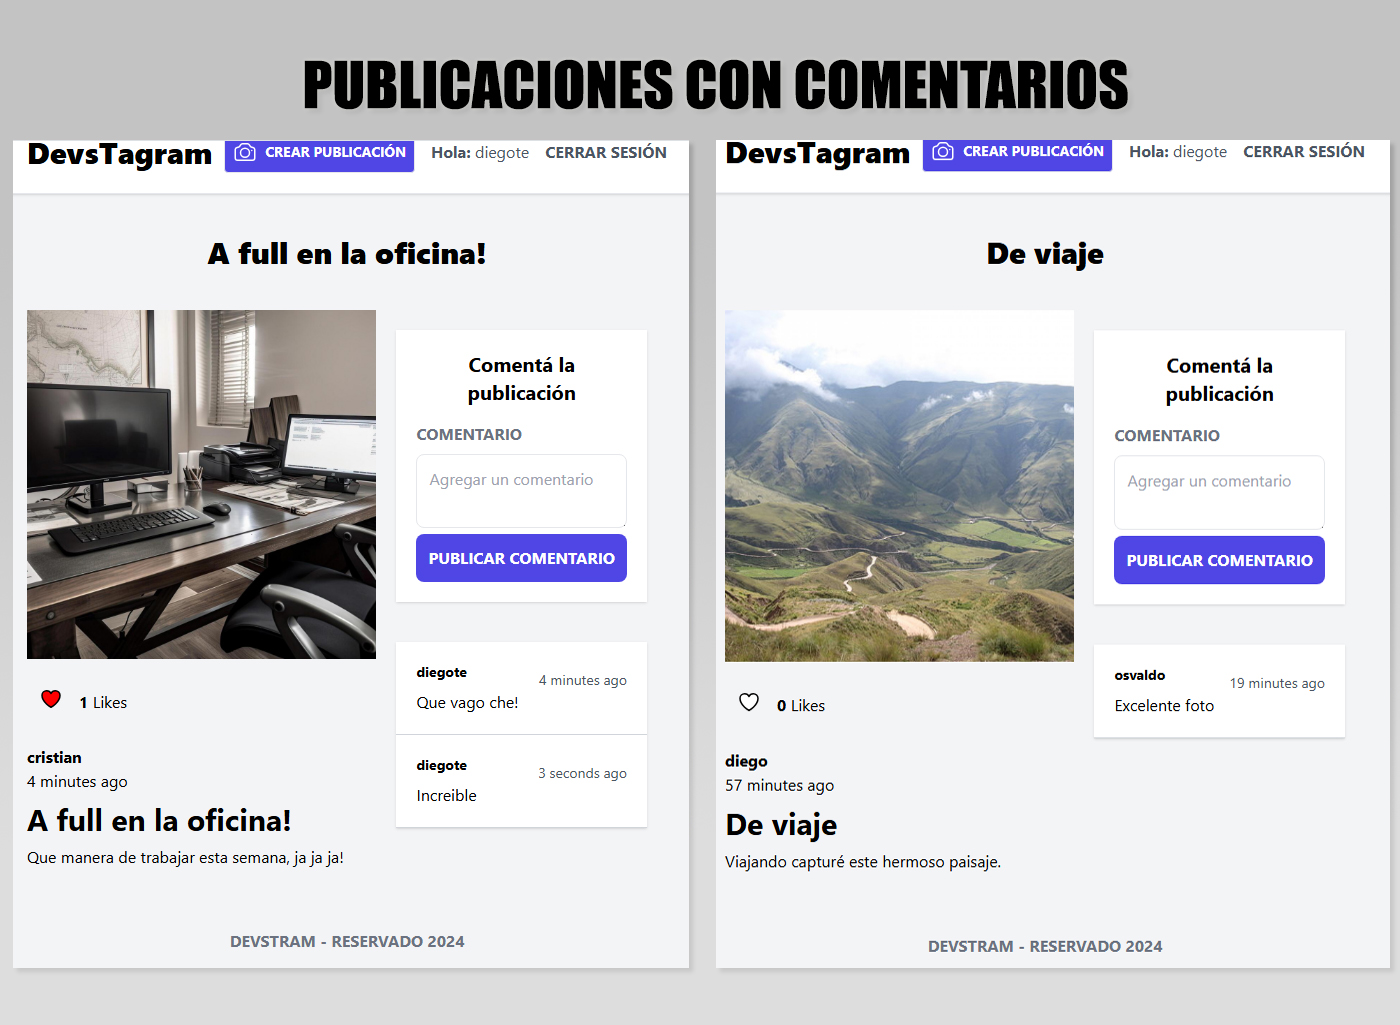 PUBLICACIONES CON COMENTARIOS
DevsTagram
CREAR PUBLICACIÓN
Hola: diegote
CERRAR SESIÓN
A full en la oficina!
Comentá la
publicación
COMENTARIO
Agregar un comentario
PUBLICAR COMENTARIO
diegote
4 minutes ago
Que vago che!
diegote
3 seconds ago
Increible
1 Likes
cristian
4 minutes ago
A full en la oficina!
Que manera de trabajar esta semana, ja ja ja!
DEVSTRAM - RESERVADO 2024
DevsTagram
CREAR PUBLICACIÓN
Hola: diegote
CERRAR SESIÓN
De viaje
Comentá la
publicación
COMENTARIO
Agregar un comentario
PUBLICAR COMENTARIO
osvaldo
19 minutes ago
Excelente foto
0 Likes
diego
57 minutes ago
De viaje
Viajando capturé este hermoso paisaje.
DEVSTRAM - RESERVADO 2024